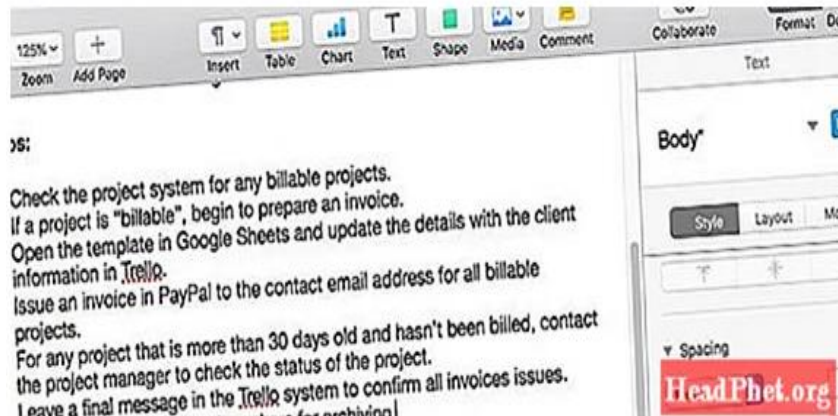 125%
Zoom
Add Page
Insert
Table
Chart
Text
Shape
Media
Comment
Collaborate
Format
Text
Body*
Style
Layout
Spacing
Check the project system for any billable projects.
If a project is "billable", begin to prepare an invoice.
Open the template in Google Sheets and update the details with the client
information in Trello.
Issue an invoice in PayPal to the contact email address for all billable
projects.
For any project that is more than 30 days old and hasn't been billed, contact
the project manager to check the status of the project.
Leave a final message in the Trello system to confirm all invoices issues.
for archiving
HeadPhet.org